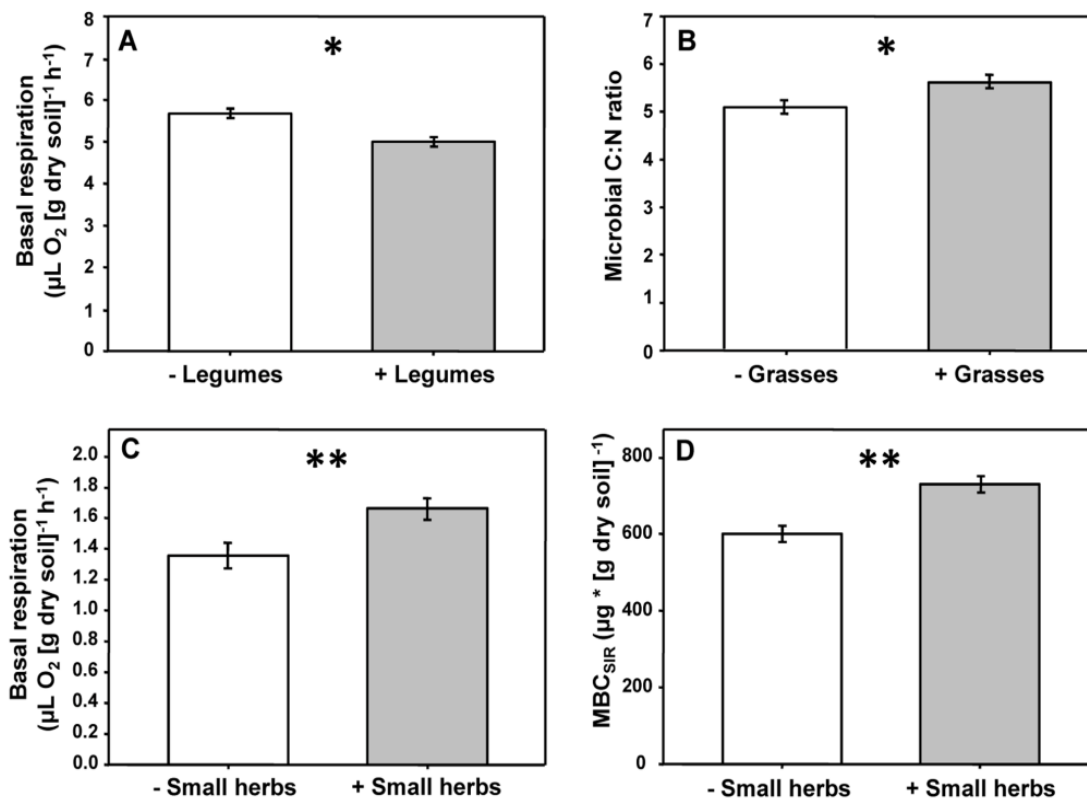 A
*
Basal respiration
(µL O₂ [g dry soil]⁻¹ h⁻¹)
8
7
6
5
4
3
2
1
0
- Legumes + Legumes
B
*
Microbial C:N ratio
7
6
5
4
3
2
1
0
- Grasses + Grasses
C
**
Basal respiration
(µL O₂ [g dry soil]⁻¹ h⁻¹)
2.0
1.8
1.6
1.4
1.2
1.0
0.8
0.6
0.4
0.2
0.0
- Small herbs + Small herbs
D
**
MBC_SIR (µg * [g dry soil] ⁻¹)
800
600
400
200
0
- Small herbs + Small herbs